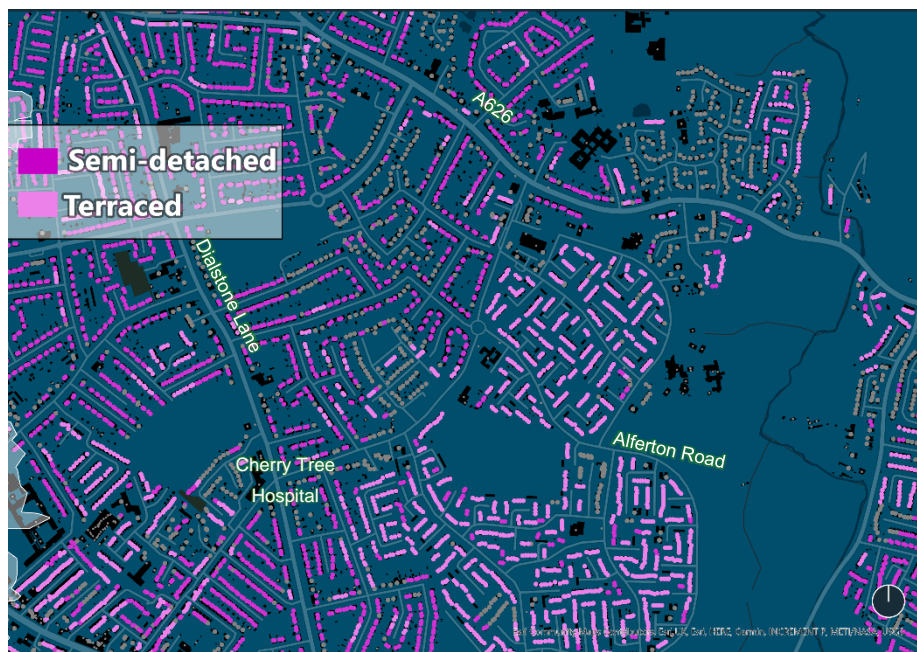 A626
Semi-detached
Terraced
Dialstone Lane
Alferton Road
Cherry Tree
Hospital